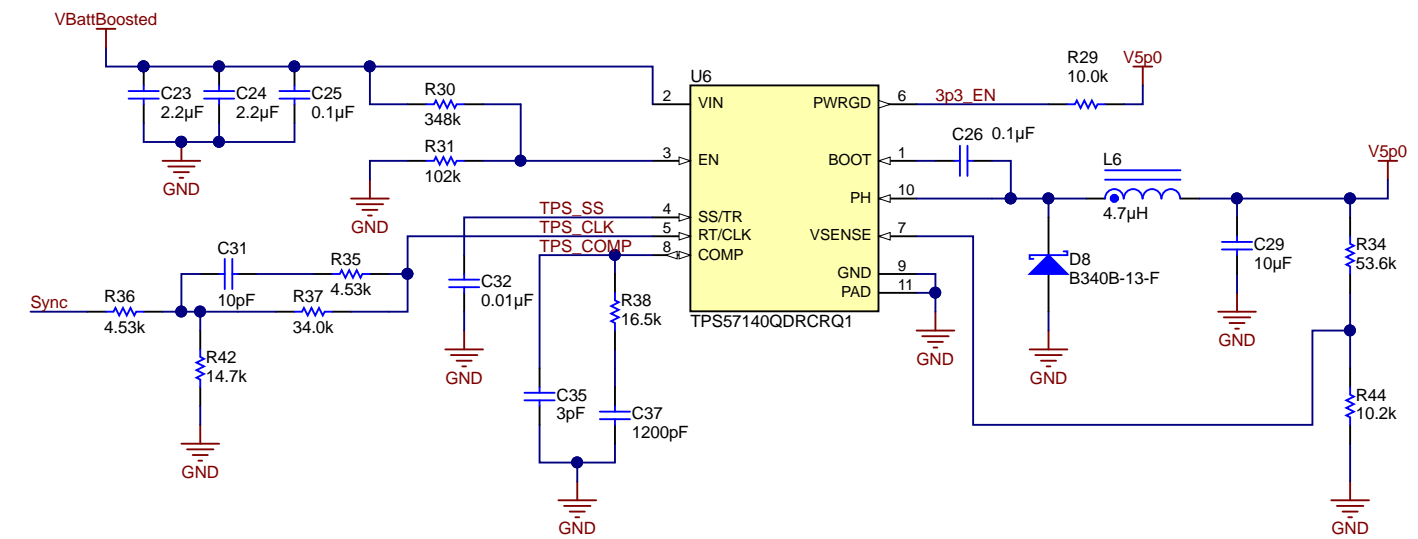 VBattBoosted
C23
2.2µF
C24
2.2µF
C25
0.1µF
R30
348k
R31
102k
GND
GND
U6
2
VIN
3
EN
4
SS/TR
5
RT/CLK
8
COMP
PWRGD
6
BOOT
1
PH
10
VSENSE
7
GND
9
PAD
11
TPS57140QDRCRQ1
3p3_EN
R29
10.0k
V5p0
C26
0.1µF
L6
4.7µH
V5p0
D8
B340B-13-F
GND
C29
10µF
GND
R34
53.6k
R44
10.2k
GND
GND
TPS_SS
TPS_CLK
TPS_COMP
C31
10pF
R35
4.53k
Sync
R36
4.53k
R37
34.0k
R42
14.7k
GND
C32
0.01µF
GND
R38
16.5k
C35
3pF
C37
1200pF
GND